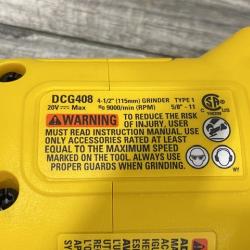 DCG408 4-1/2" (115mm) GRINDER TYPE 1
20V Max n₀ 9000/min (RPM) 5/8" - 11
WARNING TO REDUCE THE RISK
OF INJURY, USER
MUST READ INSTRUCTION MANUAL. USE
ONLY ACCESSORIES RATED AT LEAST
EQUAL TO THE MAXIMUM SPEED
MARKED ON THE TOOL. ALWAYS USE
PROPER GUARDS WHEN GRINDING.